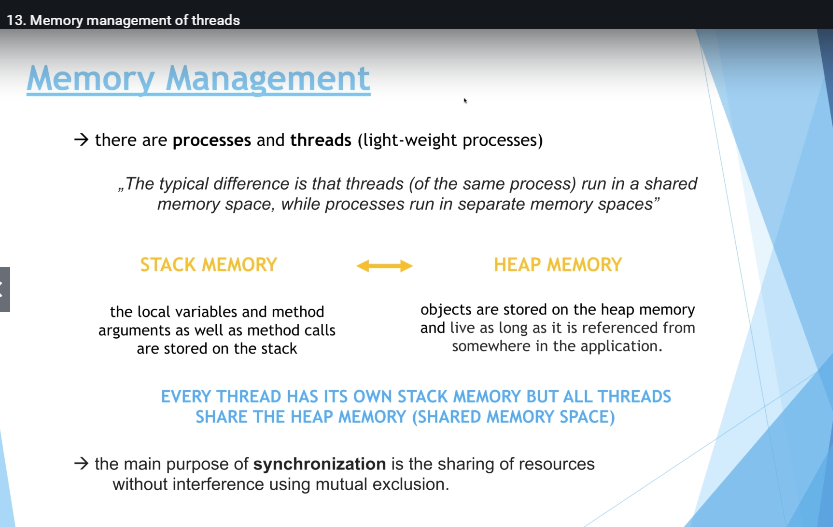 13. Memory management of threads
Memory Management
→ there are processes and threads (light-weight processes)
„The typical difference is that threads (of the same process) run in a shared
memory space, while processes run in separate memory spaces”
STACK MEMORY
the local variables and method
arguments as well as method calls
are stored on the stack
HEAP MEMORY
objects are stored on the heap memory
and live as long as it is referenced from
somewhere in the application.
EVERY THREAD HAS ITS OWN STACK MEMORY BUT ALL THREADS
SHARE THE HEAP MEMORY (SHARED MEMORY SPACE)
→ the main purpose of synchronization is the sharing of resources
without interference using mutual exclusion.